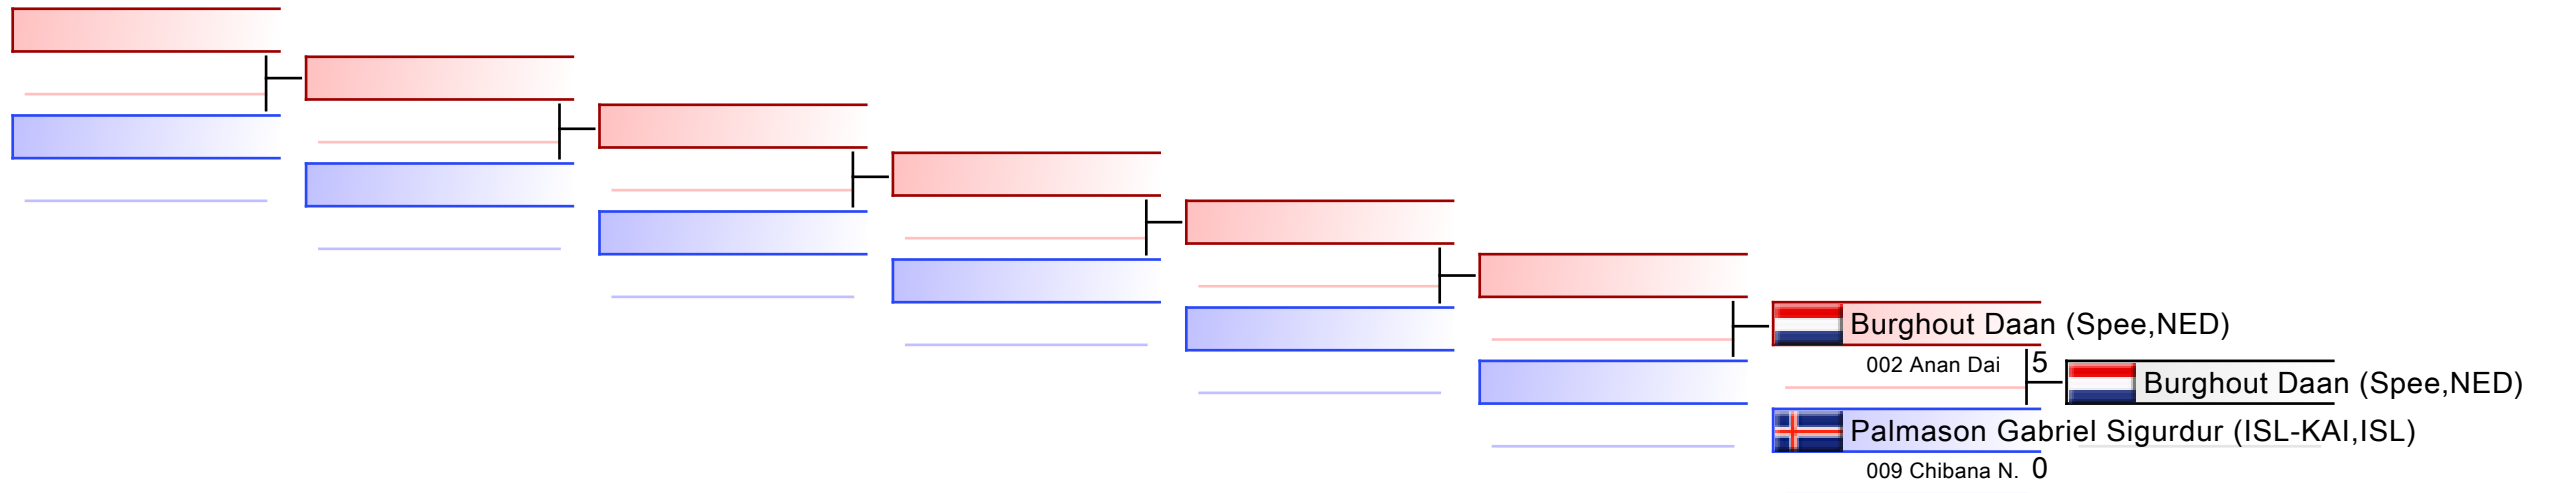 Burghout Daan (Spee,NED)
002 Anan Dai 5
Burghout Daan (Spee,NED)
Palmason Gabriel Sigurdur (ISL-KAI,ISL)
009 Chibana N. 0